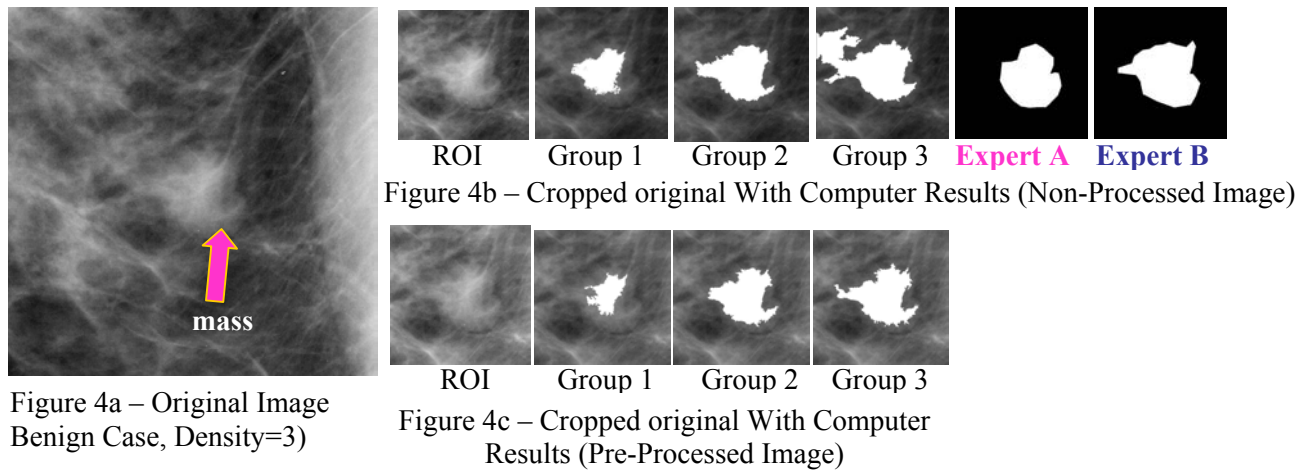 mass
Figure 4a – Original Image
Benign Case, Density=3)
ROI Group 1 Group 2 Group 3 Expert A Expert B
Figure 4b – Cropped original With Computer Results (Non-Processed Image)
ROI Group 1 Group 2 Group 3
Figure 4c – Cropped original With Computer
Results (Pre-Processed Image)